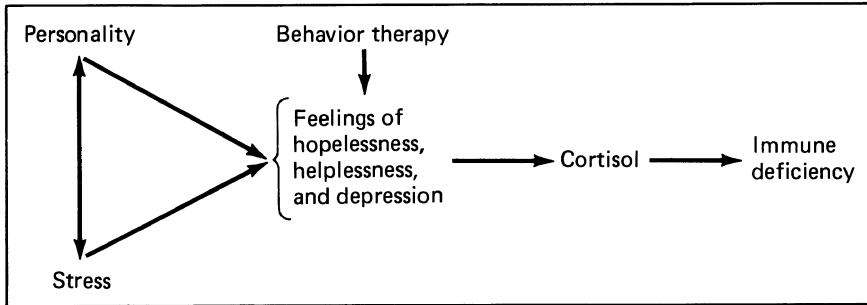 Personality
Behavior therapy
Feelings of
hopelessness,
helplessness,
and depression
Cortisol
Immune
deficiency
Stress